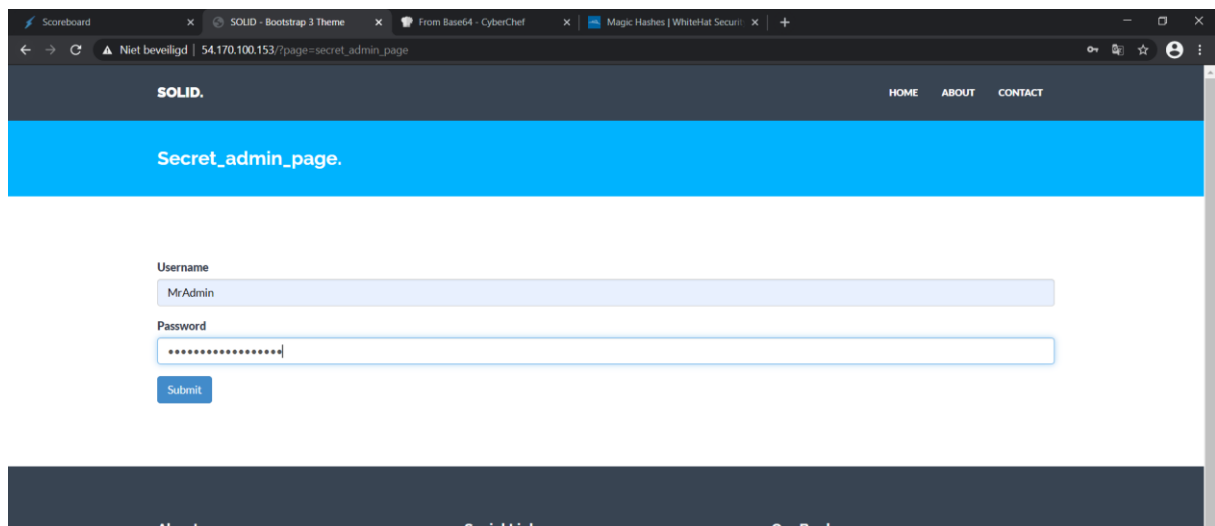 Scoreboard
SOLID - Bootstrap 3 Theme
From Base64 - CyberChef
Magic Hashes | WhiteHat Securit
Niet beveiligd | 54.170.100.153/?page=secret_admin_page
SOLID.
HOME ABOUT CONTACT
Secret_admin_page.
Username
MrAdmin
Password
••••••••••••••••••
Submit